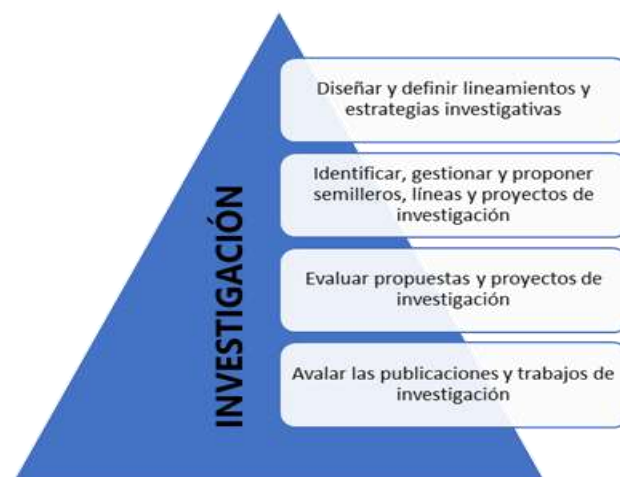 INVESTIGACIÓN
Diseñar y definir lineamientos y
estrategias investigativas
Identificar, gestionar y proponer
semilleros, líneas y proyectos de
investigación
Evaluar propuestas y proyectos de
investigación
Avalar las publicaciones y trabajos de
investigación